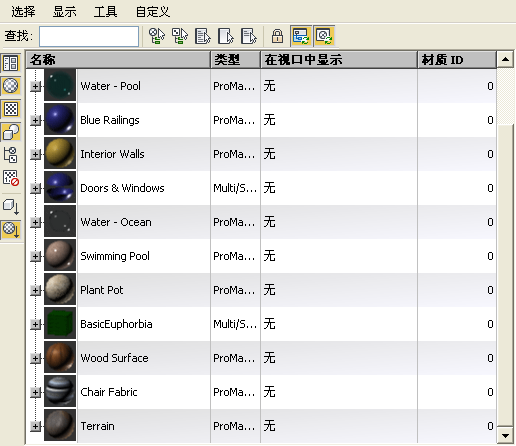 选择 显示 工具 自定义
查找:
名称 类型 在视口中显示 材质 ID
Water - Pool ProMa... 无 0
Blue Railings ProMa... 无 0
Interior Walls ProMa... 无 0
Doors & Windows Multi/S... 无 0
Water - Ocean ProMa... 无 0
Swimming Pool ProMa... 无 0
Plant Pot ProMa... 无 0
BasicEuphorbia Multi/S... 无 0
Wood Surface ProMa... 无 0
Chair Fabric ProMa... 无 0
Terrain ProMa... 无 0